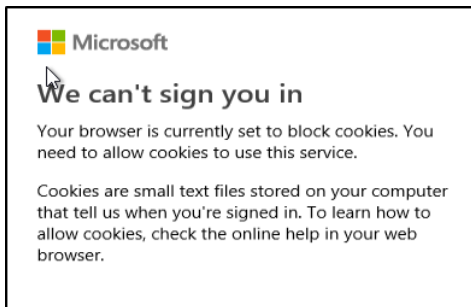 Microsoft
We can't sign you in
Your browser is currently set to block cookies. You
need to allow cookies to use this service.
Cookies are small text files stored on your computer
that tell us when you're signed in. To learn how to
allow cookies, check the online help in your web
browser.